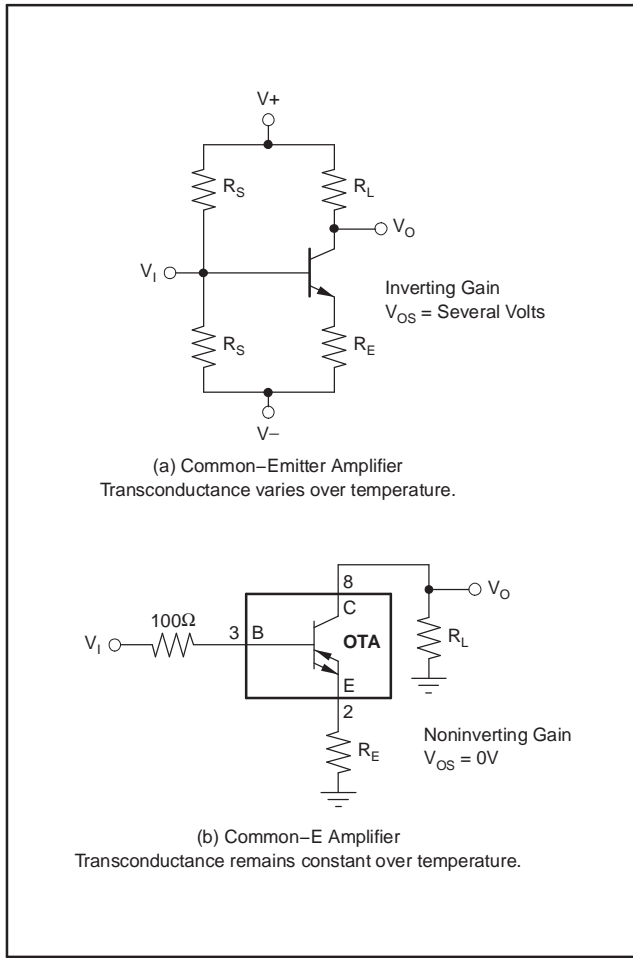 V+
R_S
R_L
V_O
V_I
Inverting Gain
V_OS = Several Volts
R_S
R_E
V−
(a) Common−Emitter Amplifier
Transconductance varies over temperature.
8
V_O
C
100Ω
V_I
3
B
OTA
R_L
E
2
Noninverting Gain
V_OS = 0V
R_E
(b) Common−E Amplifier
Transconductance remains constant over temperature.